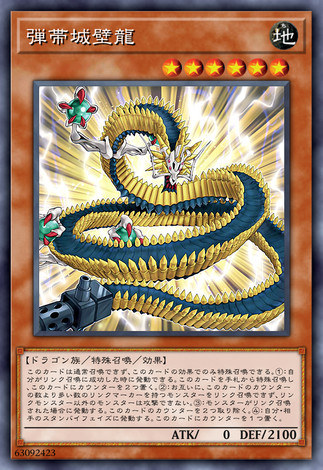 弾帯城壁龍
地
【ドラゴン族／特殊召喚／効果】
このカードは通常召喚できず、このカードの効果でのみ特殊召喚できる。①:自
分がリンク召喚に成功した時に発動できる。このカードを手札から特殊召喚
し、このカードにカウンターを２つ置く。②:お互いに、このカードのカウンター
の数より多い数のリンクマーカーを持つモンスターをリンク召喚できず、リン
クモンスター以外のモンスターは攻撃できない。③:モンスターがリンク召喚
された場合に発動する。このカードのカウンターを２つ取り除く。④:自分・相
手のスタンバイフェイズに発動する。このカードにカウンターを２つ置く。
ATK/ 0 DEF/2100
63092423